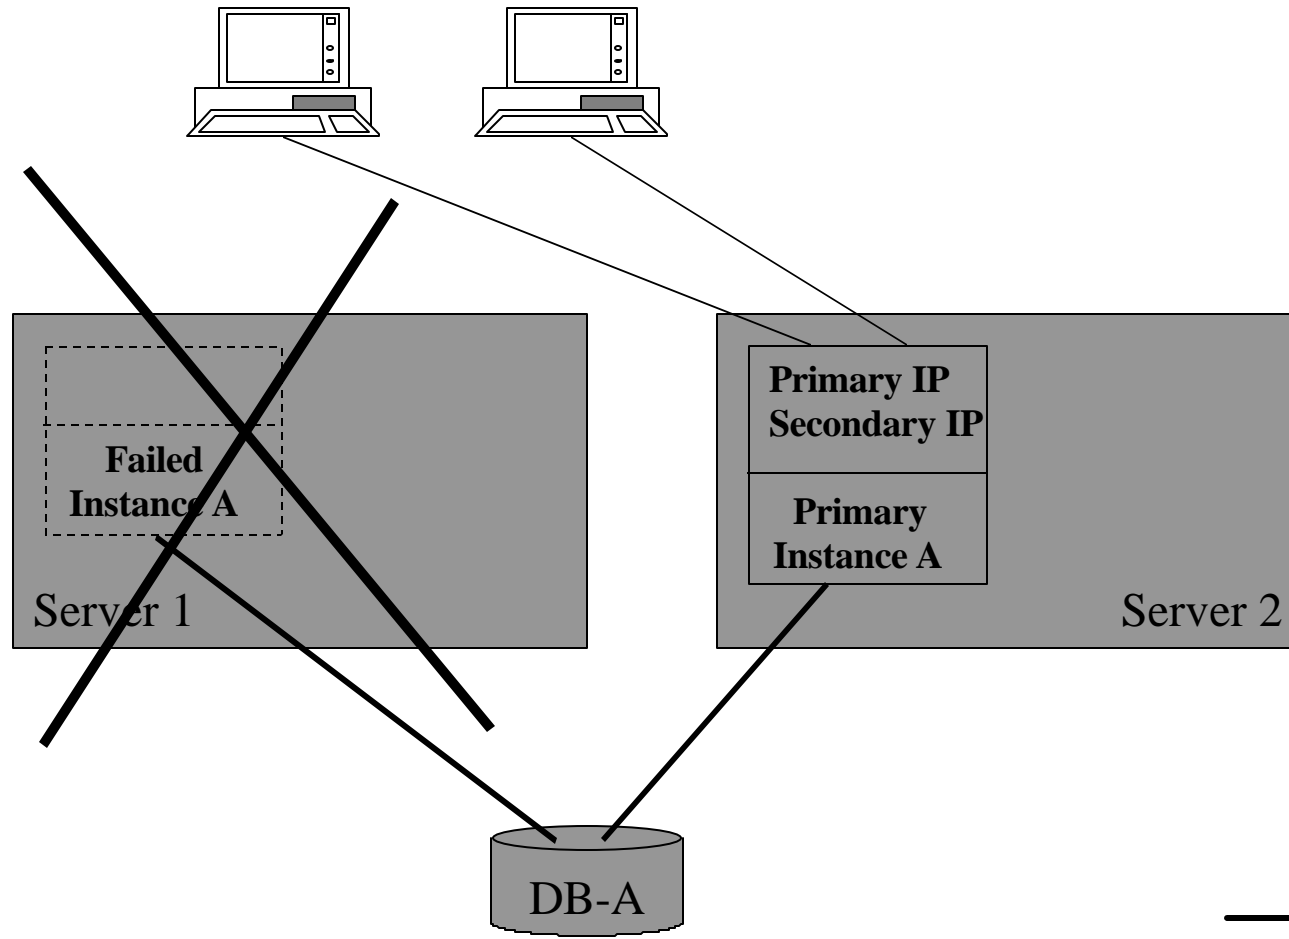 Primary IP
Secondary IP
Failed
Instance A
Primary
Instance A
Server 1
Server 2
DB-A